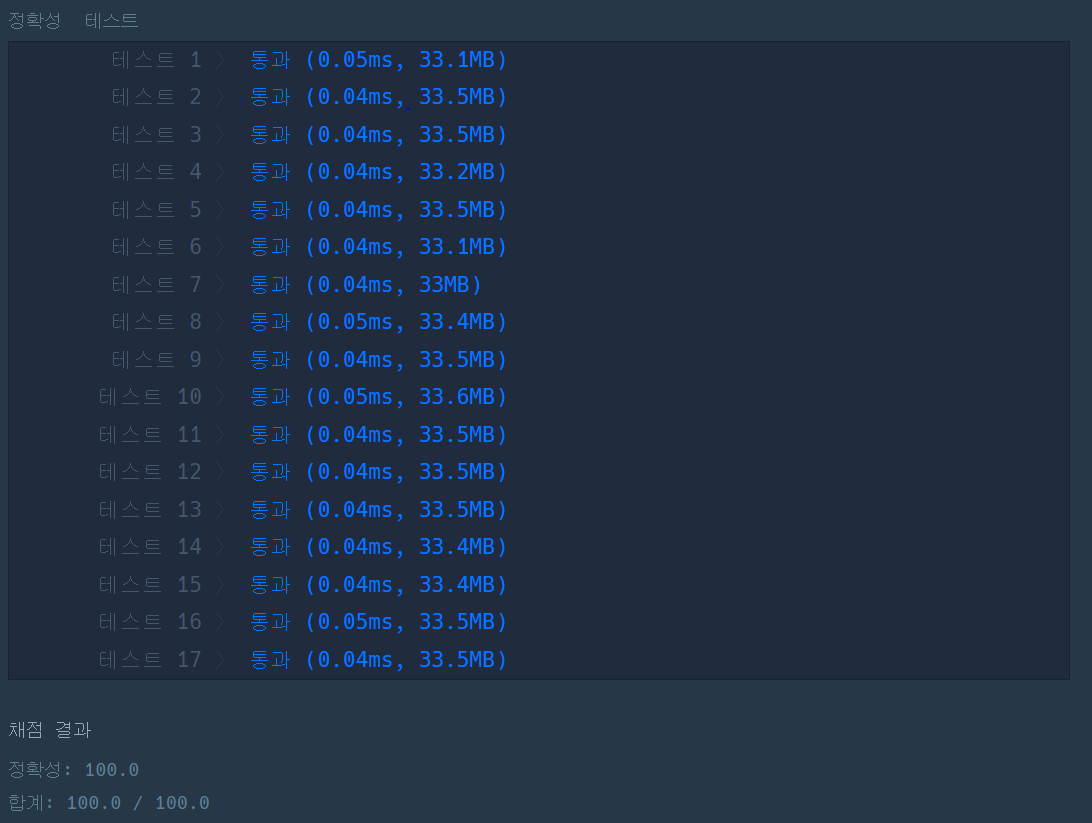 정확성 테스트
테스트 1 〉 통과 (0.05ms, 33.1MB)
테스트 2 〉 통과 (0.04ms, 33.5MB)
테스트 3 〉 통과 (0.04ms, 33.5MB)
테스트 4 〉 통과 (0.04ms, 33.2MB)
테스트 5 〉 통과 (0.04ms, 33.5MB)
테스트 6 〉 통과 (0.04ms, 33.1MB)
테스트 7 〉 통과 (0.04ms, 33MB)
테스트 8 〉 통과 (0.05ms, 33.4MB)
테스트 9 〉 통과 (0.04ms, 33.5MB)
테스트 10 〉 통과 (0.05ms, 33.6MB)
테스트 11 〉 통과 (0.04ms, 33.5MB)
테스트 12 〉 통과 (0.04ms, 33.5MB)
테스트 13 〉 통과 (0.04ms, 33.5MB)
테스트 14 〉 통과 (0.04ms, 33.4MB)
테스트 15 〉 통과 (0.04ms, 33.4MB)
테스트 16 〉 통과 (0.05ms, 33.5MB)
테스트 17 〉 통과 (0.04ms, 33.5MB)
채점 결과
정확성: 100.0
합계: 100.0 / 100.0